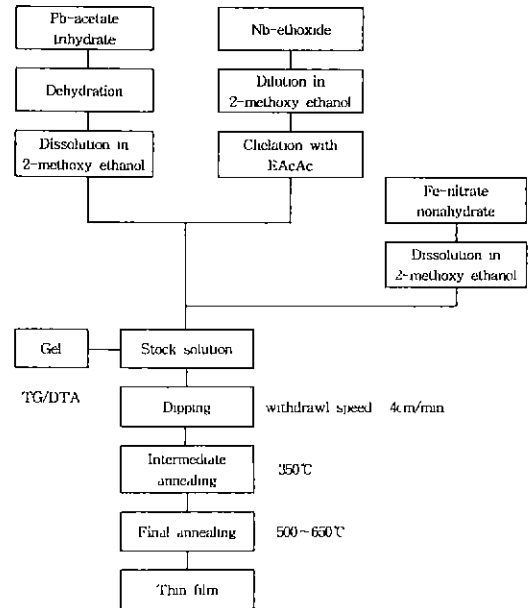 Pb-acetate
trihydrate
Nb-ethoxide
Dehydration
Dilution in
2-methoxy ethanol
Dissolution in
2-methoxy ethanol
Chelation with
EAcAc
Fe-nitrate
nonahydrate
Dissolution in
2-methoxy ethanol
Gel
Stock solution
TG/DTA
Dipping
withdrawl speed 4cm/min
Intermediate
annealing
350℃
Final annealing
500~650℃
Thin film